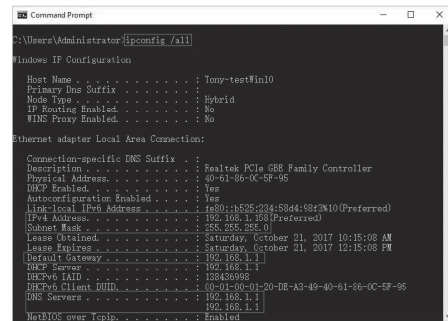 Command Prompt
C:\Users\Administrator>ipconfig /all
Windows IP Configuration
Host Name . . . . . . . . . . . . : Tony-testWin10
Primary Dns Suffix  . . . . . . . :
Node Type . . . . . . . . . . . . : Hybrid
IP Routing Enabled. . . . . . . . : No
WINS Proxy Enabled. . . . . . . . : No
Ethernet adapter Local Area Connection:
Connection-specific DNS Suffix  . :
Description . . . . . . . . . . . : Realtek PCIe GBE Family Controller
Physical Address. . . . . . . . . : 40-61-86-0C-5F-95
DHCP Enabled. . . . . . . . . . . : Yes
Autoconfiguration Enabled . . . . : Yes
Link-local IPv6 Address . . . . . : fe80::b525:234:58d4:98f3%10(Preferred)
IPv4 Address. . . . . . . . . . . : 192.168.1.158(Preferred)
Subnet Mask . . . . . . . . . . . : 255.255.255.0
Lease Obtained. . . . . . . . . . : Saturday, October 21, 2017 10:15:08 AM
Lease Expires . . . . . . . . . . : Saturday, October 21, 2017 12:15:08 PM
Default Gateway . . . . . . . . . : 192.168.1.1
DHCP Server . . . . . . . . . . . : 192.168.1.1
DHCPv6 IAID . . . . . . . . . . . : 138436998
DHCPv6 Client DUID. . . . . . . . : 00-01-00-01-20-DE-A3-49-40-61-86-0C-5F-95
DNS Servers . . . . . . . . . . . : 192.168.1.1
192.168.1.1
NetBIOS over Tcpip. . . . . . . . : Enabled